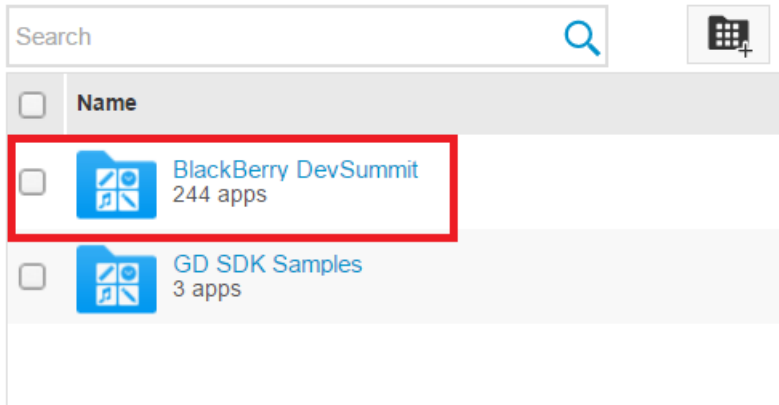 Search
Name
BlackBerry DevSummit
244 apps
GD SDK Samples
3 apps